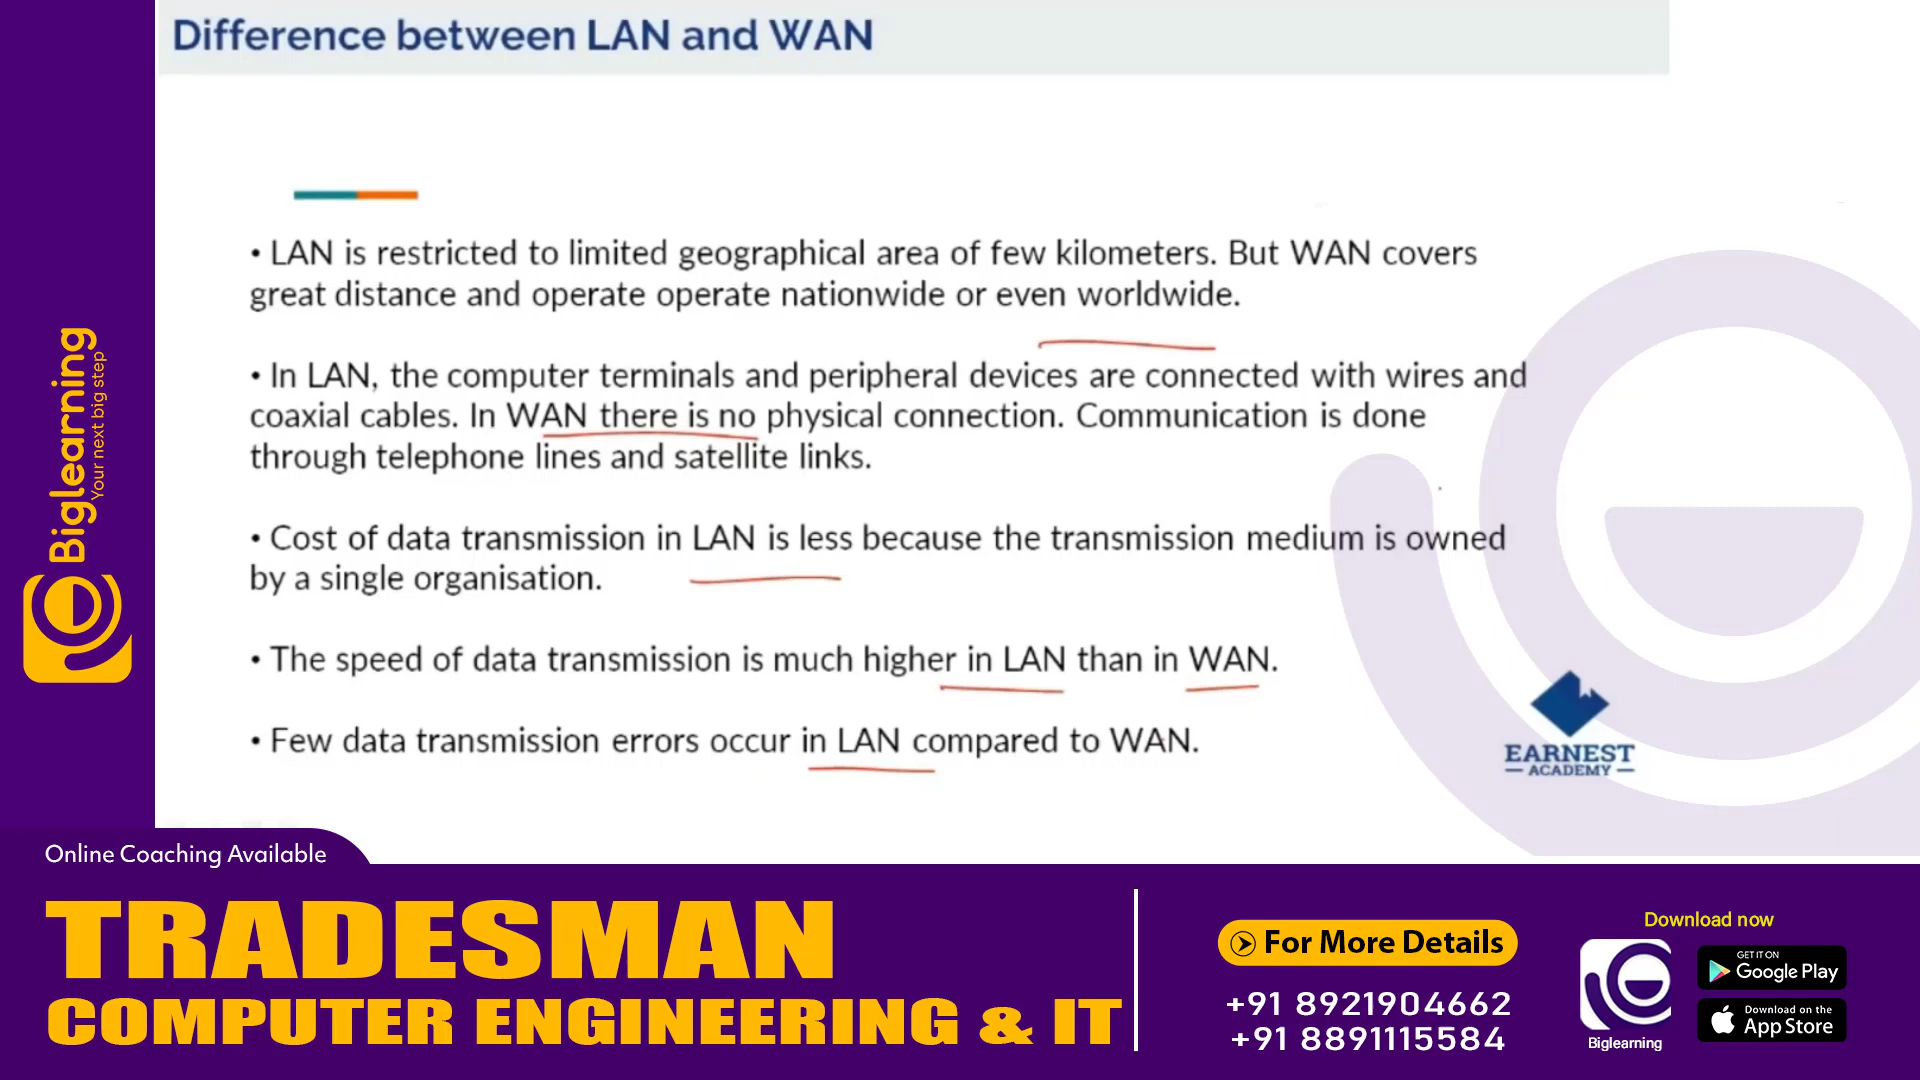 Difference between LAN and WAN
• LAN is restricted to limited geographical area of few kilometers. But WAN covers
great distance and operate operate nationwide or even worldwide.
• In LAN, the computer terminals and peripheral devices are connected with wires and
coaxial cables. In WAN there is no physical connection. Communication is done
through telephone lines and satellite links.
• Cost of data transmission in LAN is less because the transmission medium is owned
by a single organisation.
• The speed of data transmission is much higher in LAN than in WAN.
• Few data transmission errors occur in LAN compared to WAN.
EARNEST
ACADEMY
Biglearning
Your next big step
Online Coaching Available
TRADESMAN
COMPUTER ENGINEERING & IT
For More Details
+91 8921904662
+91 8891115584
Download now
Biglearning
GET IT ON
Google Play
Download on the
App Store